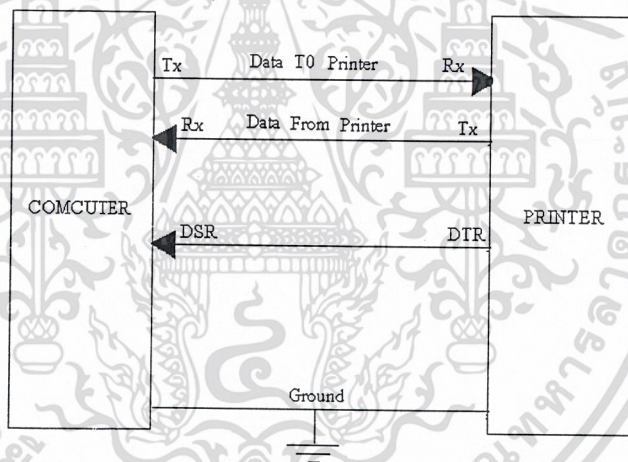 Tx Data T0 Printer Rx
Rx Data From Printer Tx
COMCUTER
PRINTER
DSR DTR
Ground